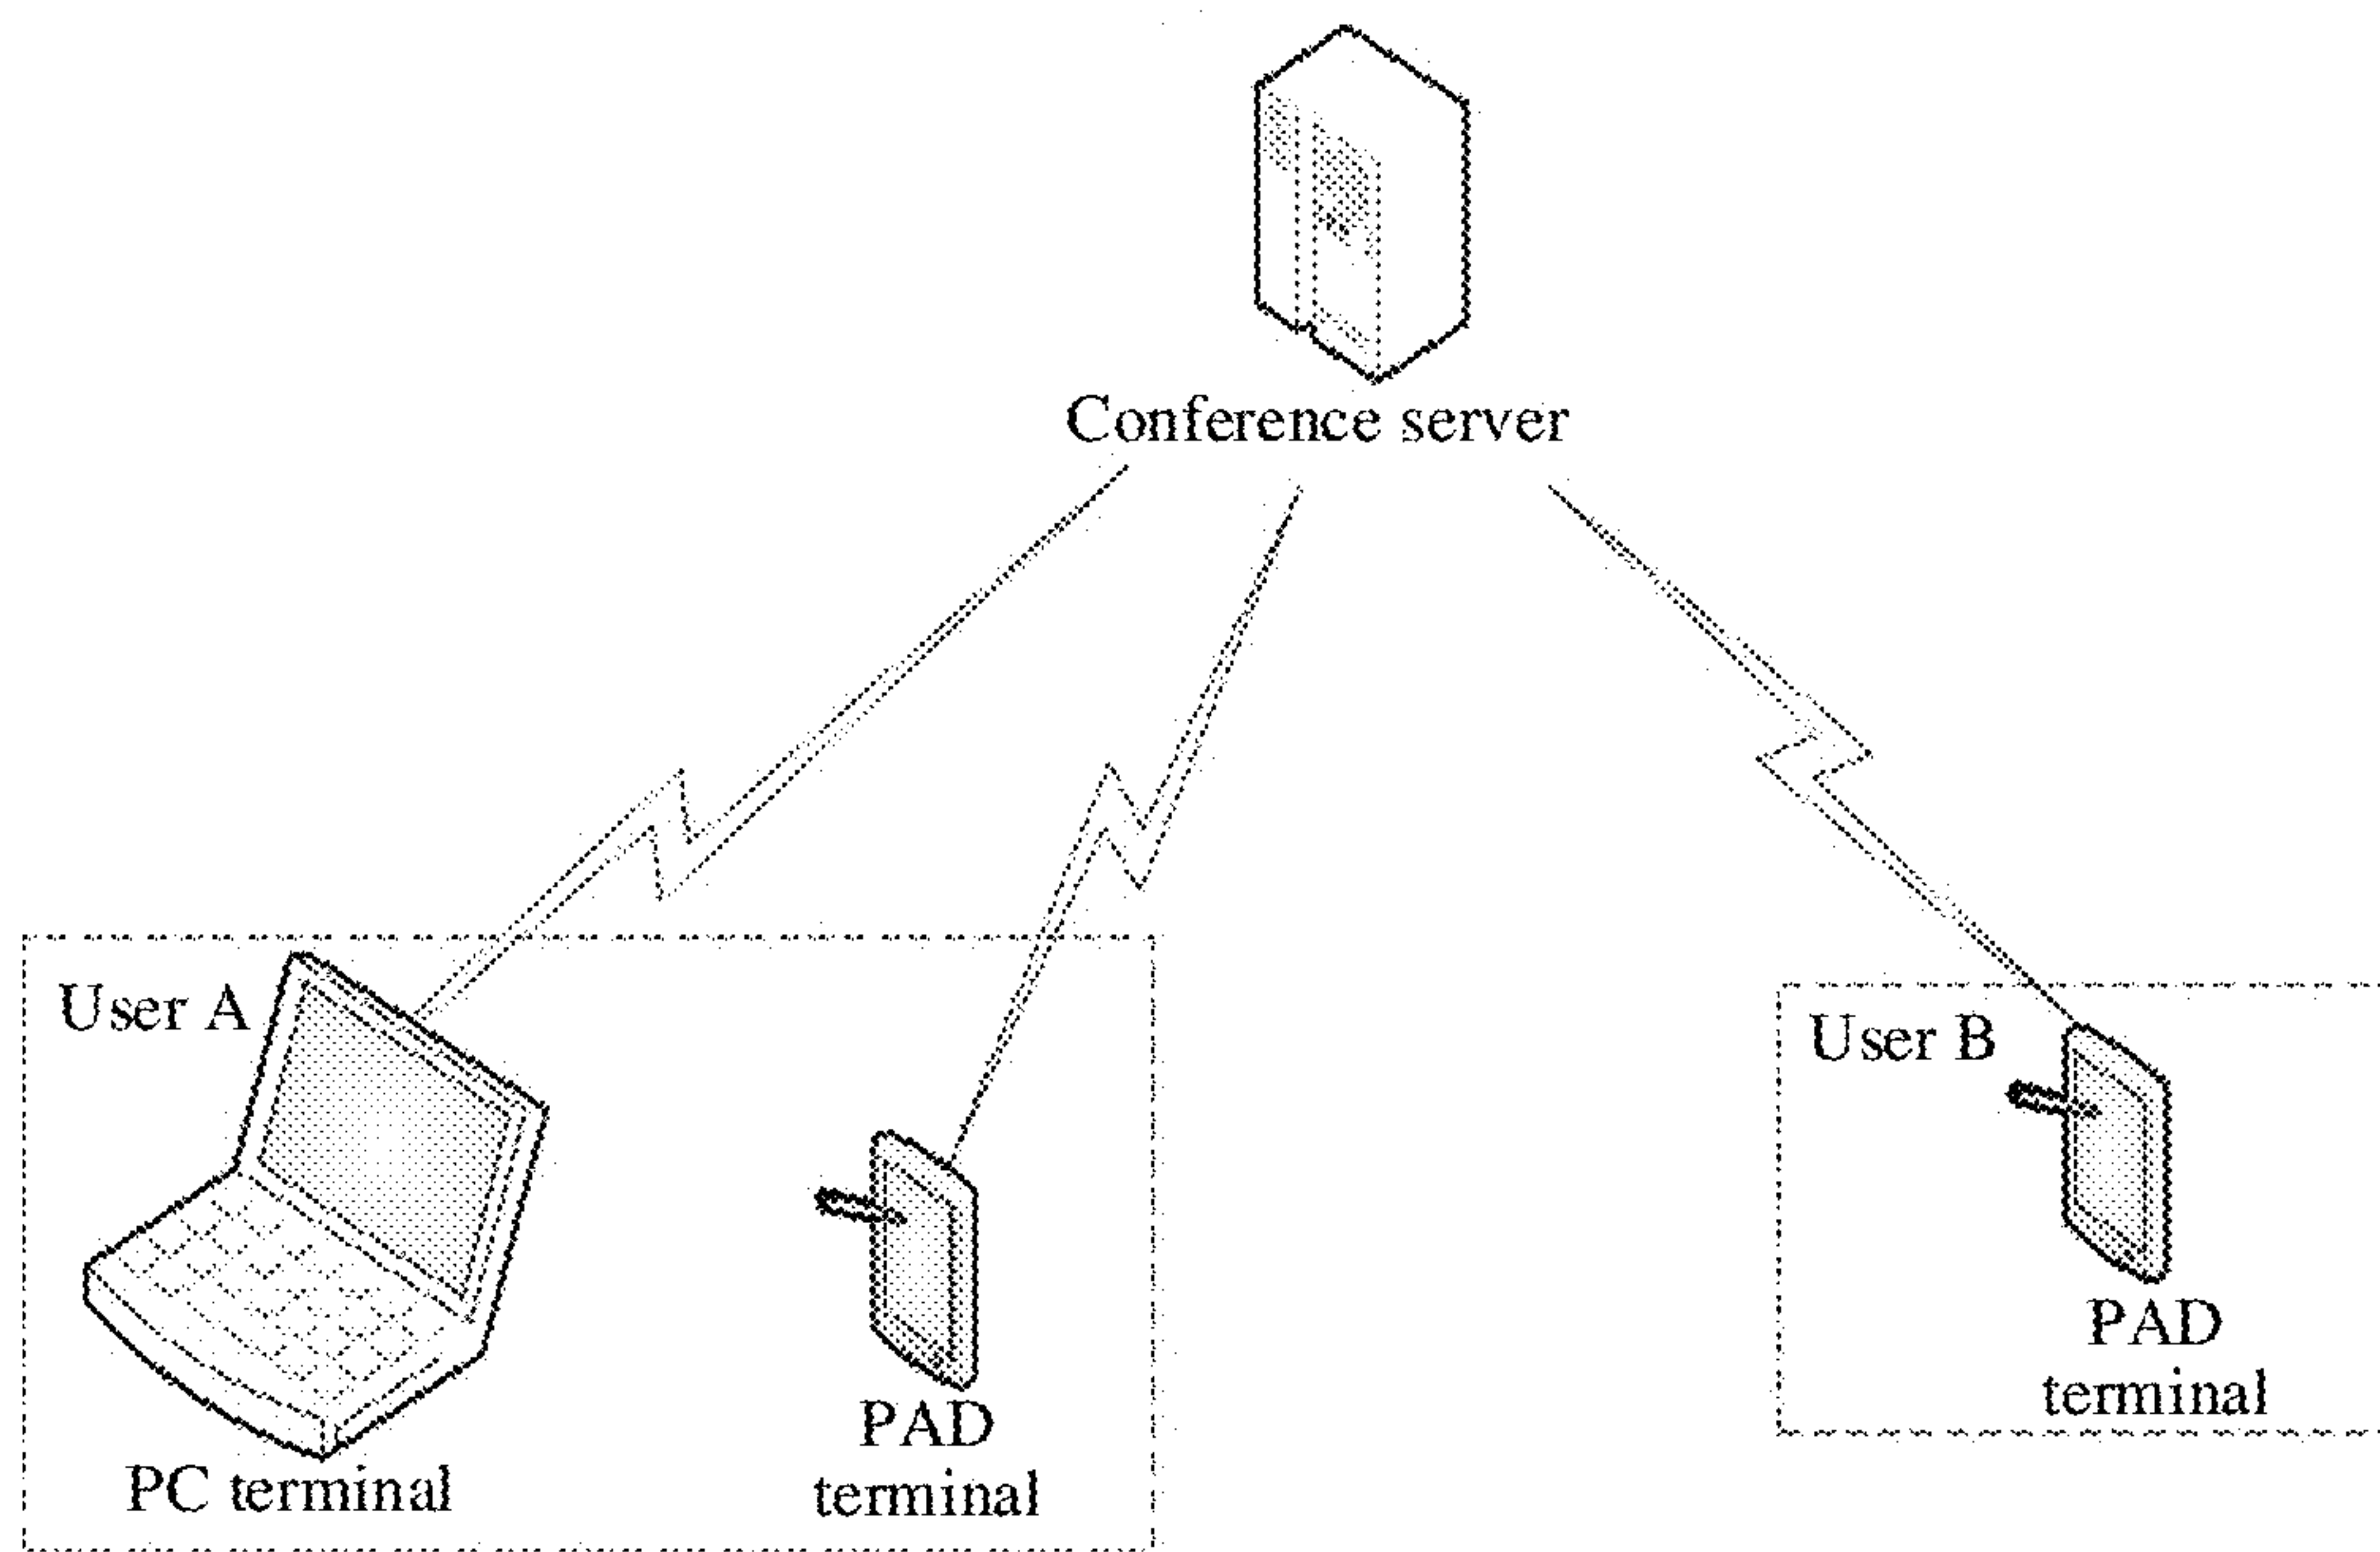 Conference server
User A
PC terminal
PAD
terminal
User B
PAD
terminal